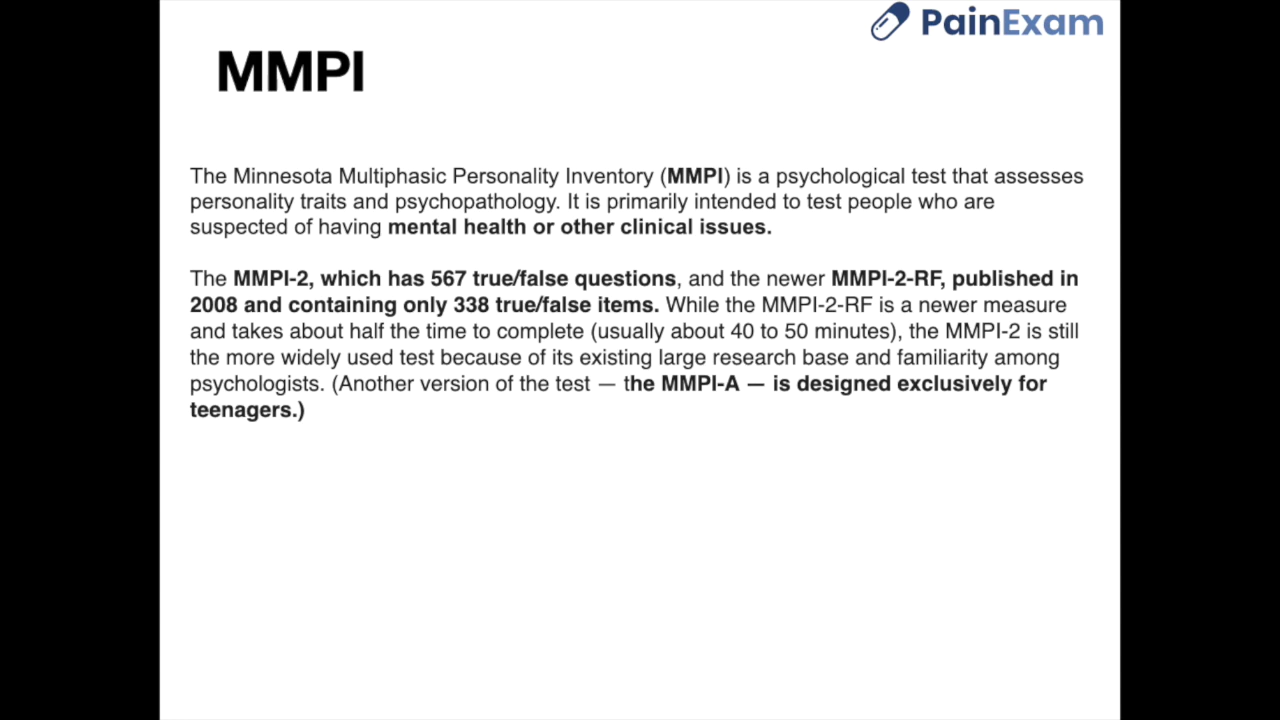 PainExam
MMPI
The Minnesota Multiphasic Personality Inventory (MMPI) is a psychological test that assesses
personality traits and psychopathology. It is primarily intended to test people who are
suspected of having mental health or other clinical issues.
The MMPI-2, which has 567 true/false questions, and the newer MMPI-2-RF, published in
2008 and containing only 338 true/false items. While the MMPI-2-RF is a newer measure
and takes about half the time to complete (usually about 40 to 50 minutes), the MMPI-2 is still
the more widely used test because of its existing large research base and familiarity among
psychologists. (Another version of the test — the MMPI-A — is designed exclusively for
teenagers.)